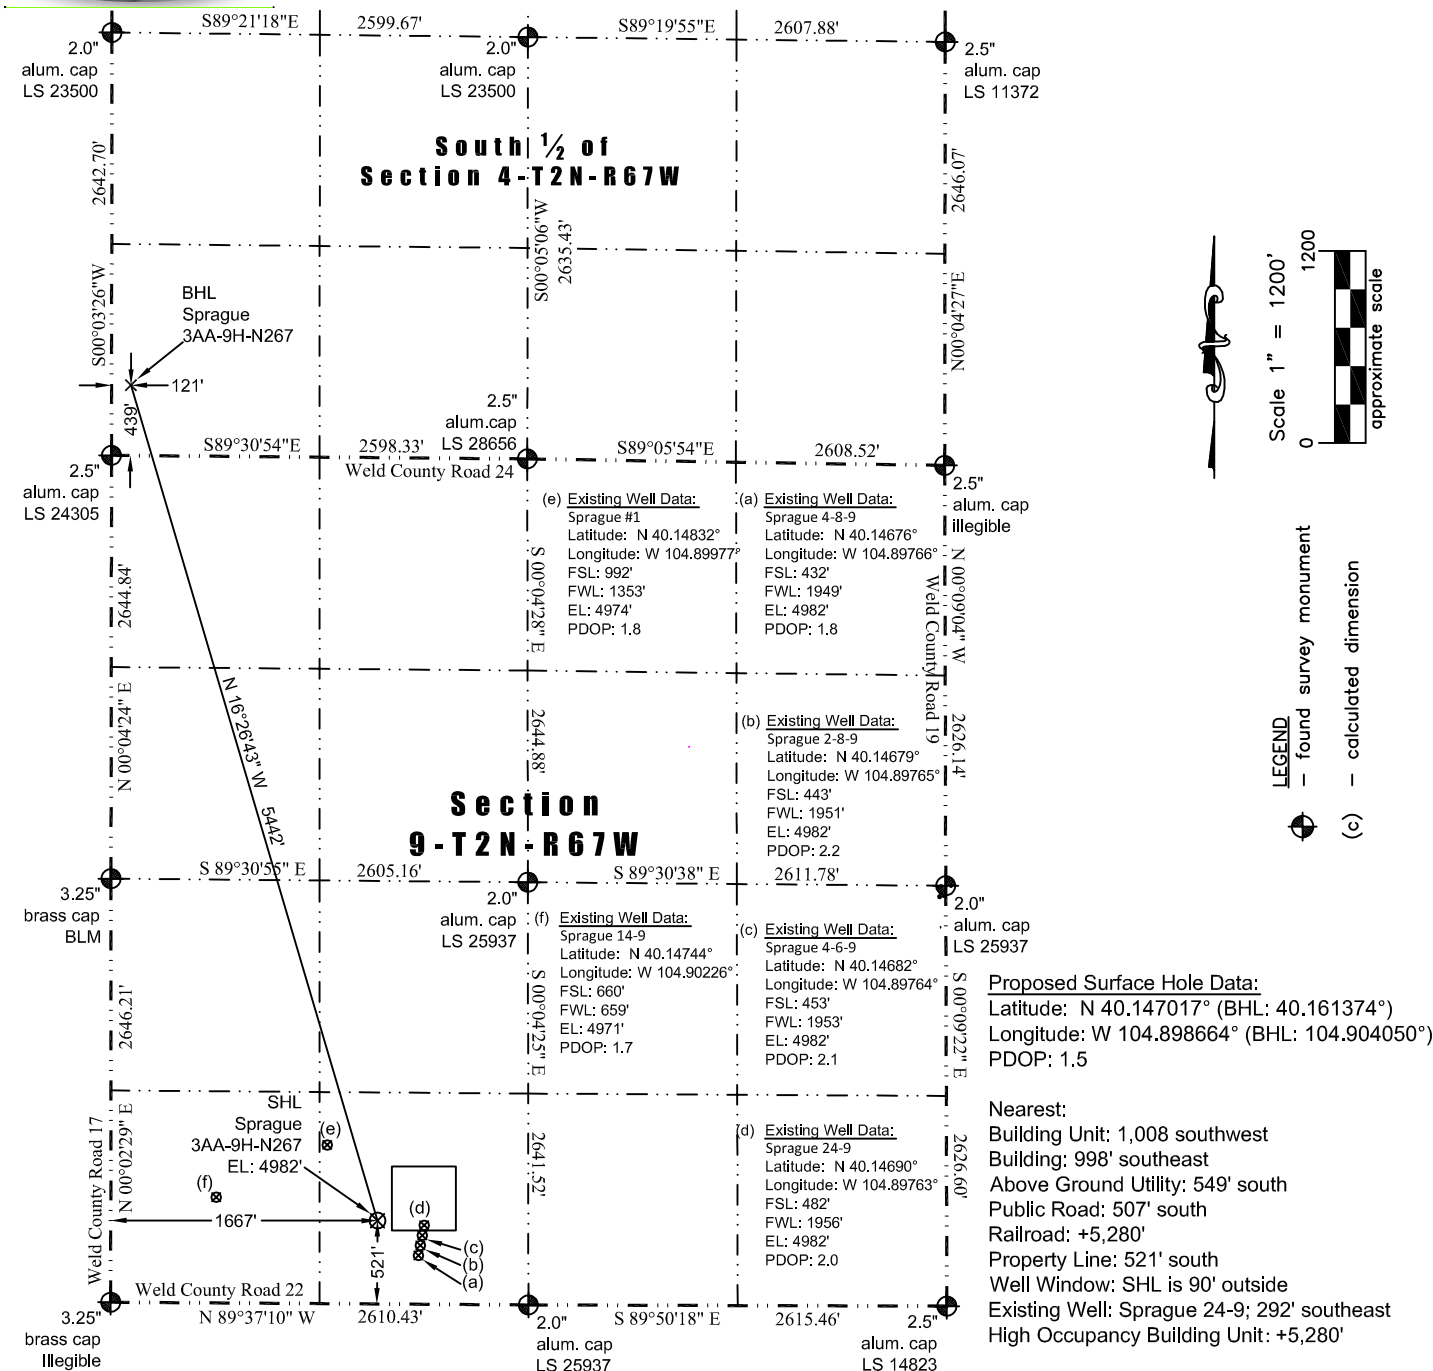 S89°21'18"E
2599.67'
S89°19'55"E
2607.88'
2.0"
alum. cap
LS 23500
2.0"
alum. cap
LS 23500
2.5"
alum. cap
LS 11372
South ½ of
Section 4-T2N-R67W
2642.70'
S00°03'26"W
S00°05'06"W
2635.43'
2646.07'
N00°04'27"E
BHL
Sprague
3AA-9H-N267
121'
439'
Scale 1" = 1200'
0
1200
approximate scale
2.5"
alum. cap
LS 24305
S89°30'54"E
2598.33'
Weld County Road 24
2.5"
alum.cap
LS 28656
S89°05'54"E
2608.52'
2.5"
alum. cap
illegible
(e) Existing Well Data:
Sprague #1
Latitude: N 40.14832°
Longitude: W 104.89977°
FSL: 992'
FWL: 1353'
EL: 4974'
PDOP: 1.8
(a) Existing Well Data:
Sprague 4-8-9
Latitude: N 40.14676°
Longitude: W 104.89766°
FSL: 432'
FWL: 1949'
EL: 4982'
PDOP: 1.8
2644.84'
N 00°04'24" E
S 00°04'28" E
2644.88'
N 00°09'04" W
2626.14'
Weld County Road 19
LEGEND
– found survey monument
(c) – calculated dimension
(b) Existing Well Data:
Sprague 2-8-9
Latitude: N 40.14679°
Longitude: W 104.89765°
FSL: 443'
FWL: 1951'
EL: 4982'
PDOP: 2.2
N 16°26'43" W 5442'
Section
9-T2N-R67W
S 89°30'55" E
2605.16'
S 89°30'38" E
2611.78'
3.25"
brass cap
BLM
2.0"
alum. cap
LS 25937
2.0"
alum. cap
LS 25937
(f) Existing Well Data:
Sprague 14-9
Latitude: N 40.14744°
Longitude: W 104.90226°
FSL: 660'
FWL: 659'
EL: 4971'
PDOP: 1.7
(c) Existing Well Data:
Sprague 4-6-9
Latitude: N 40.14682°
Longitude: W 104.89764°
FSL: 453'
FWL: 1953'
EL: 4982'
PDOP: 2.1
2646.21'
N 00°02'29" E
Weld County Road 17
S 00°04'25" E
2641.52'
S 00°09'22" E
2626.60'
Proposed Surface Hole Data:
Latitude: N 40.147017° (BHL: 40.161374°)
Longitude: W 104.898664° (BHL: 104.904050°)
PDOP: 1.5
Nearest:
Building Unit: 1,008 southwest
Building: 998' southeast
Above Ground Utility: 549' south
Public Road: 507' south
Railroad: +5,280'
Property Line: 521' south
Well Window: SHL is 90' outside
Existing Well: Sprague 24-9; 292' southeast
High Occupancy Building Unit: +5,280'
(d) Existing Well Data:
Sprague 24-9
Latitude: N 40.14690°
Longitude: W 104.89763°
FSL: 482'
FWL: 1956'
EL: 4982'
PDOP: 2.0
SHL
Sprague
3AA-9H-N267
EL: 4982'
(e)
(f)
(d)
(c)
(b)
(a)
1667'
521'
Weld County Road 22
N 89°37'10" W
2610.43'
S 89°50'18" E
2615.46'
3.25"
brass cap
Illegible
2.0"
alum. cap
LS 25937
2.5"
alum. cap
LS 14823